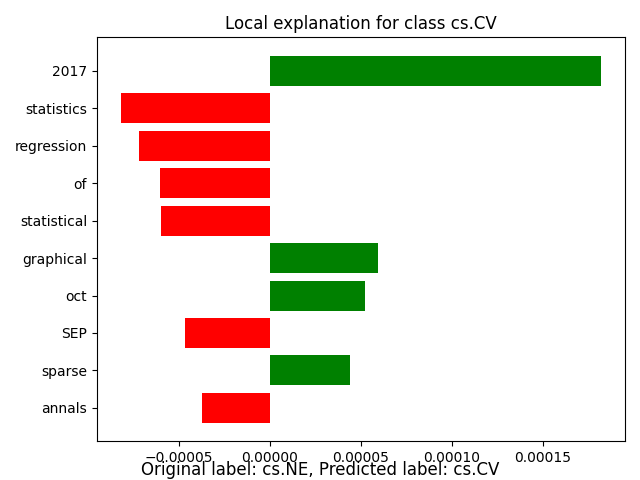 Local explanation for class cs.CV
2017
statistics
regression
of
statistical
graphical
oct
SEP
sparse
annals
−0.00005 0.00000 0.00005 0.00010 0.00015
Original label: cs.NE, Predicted label: cs.CV